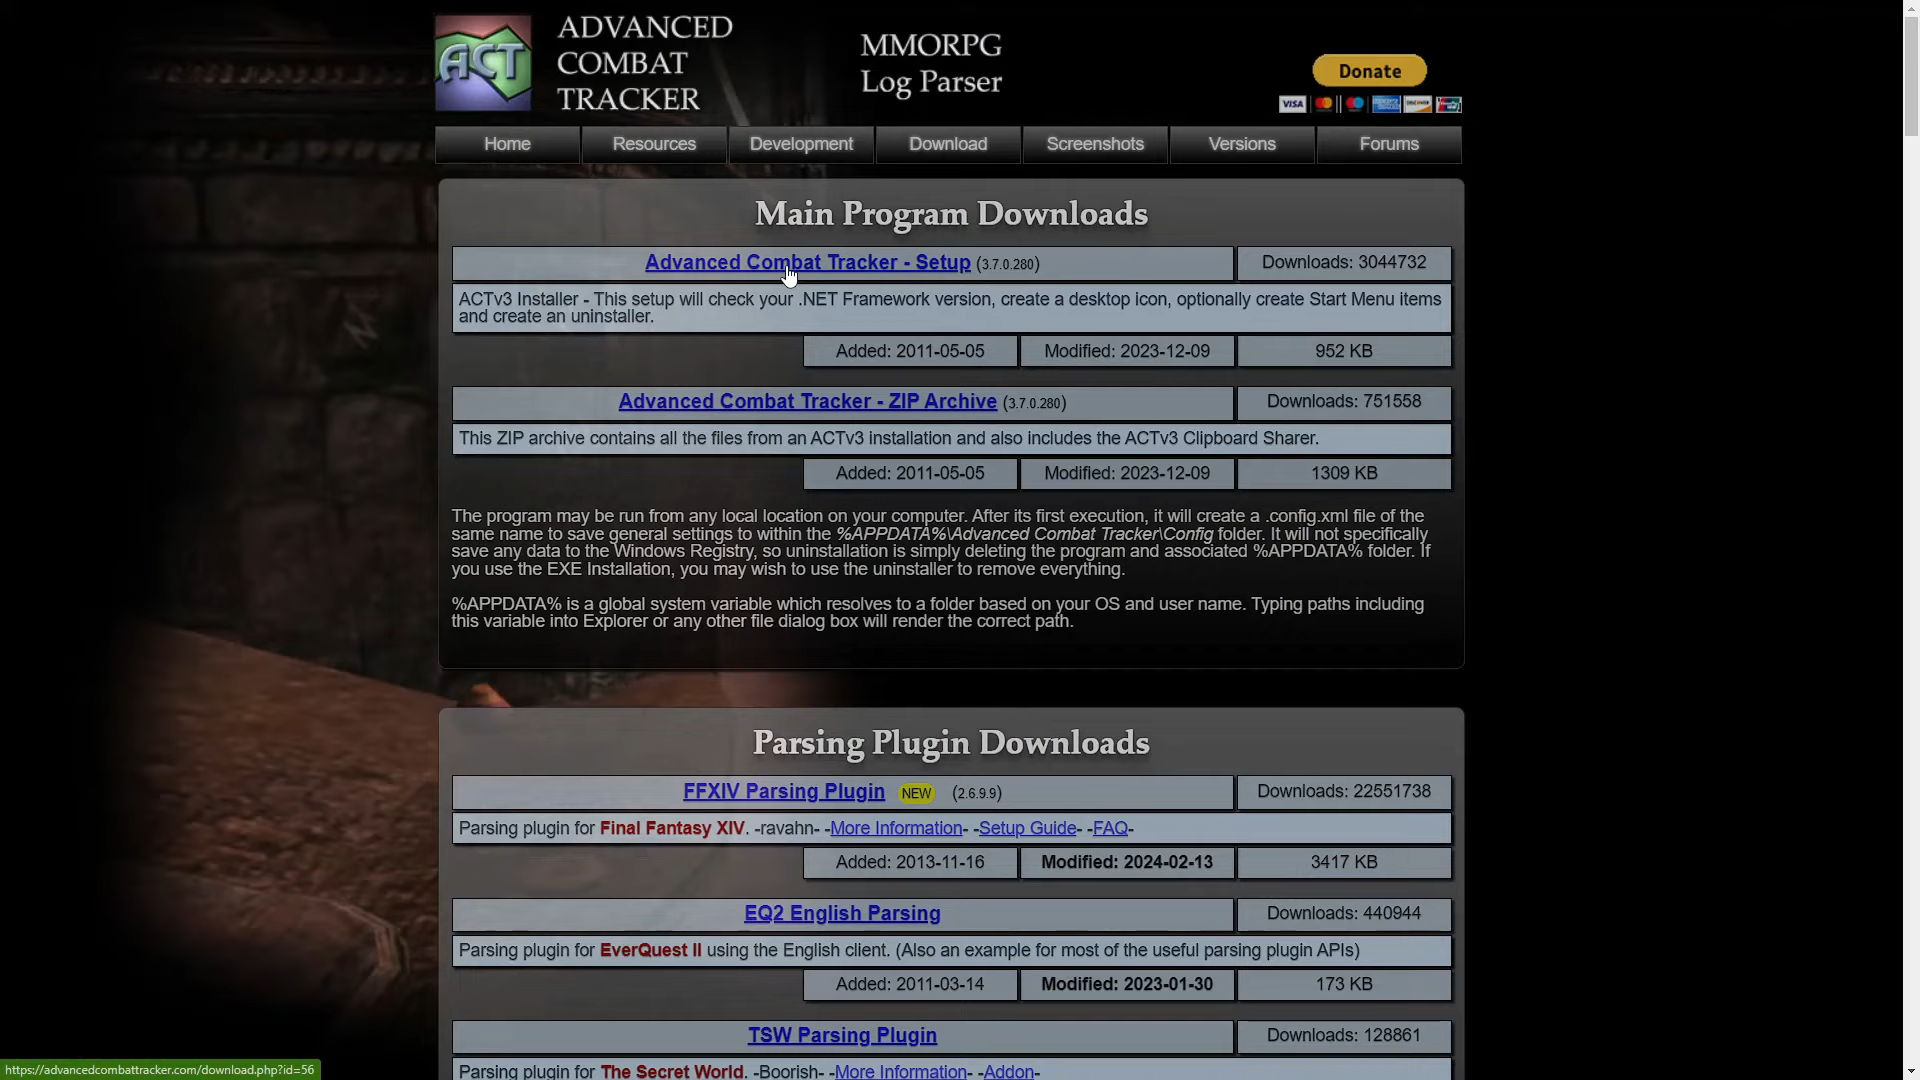 ACT
ADVANCED
COMBAT
TRACKER
MMORPG
Log Parser
Donate
VISA
DISCOVER
Home
Resources
Development
Download
Screenshots
Versions
Forums
Main Program Downloads
Advanced Combat Tracker - Setup (3.7.0.280)
Downloads: 3044732
ACTv3 Installer - This setup will check your .NET Framework version, create a desktop icon, optionally create Start Menu items
and create an uninstaller.
Added: 2011-05-05
Modified: 2023-12-09
952 KB
Advanced Combat Tracker - ZIP Archive (3.7.0.280)
Downloads: 751558
This ZIP archive contains all the files from an ACTv3 installation and also includes the ACTv3 Clipboard Sharer.
Added: 2011-05-05
Modified: 2023-12-09
1309 KB
The program may be run from any local location on your computer. After its first execution, it will create a .config.xml file of the
same name to save general settings to within the %APPDATA%\Advanced Combat Tracker\Config folder. It will not specifically
save any data to the Windows Registry, so uninstallation is simply deleting the program and associated %APPDATA% folder. If
you use the EXE Installation, you may wish to use the uninstaller to remove everything.
%APPDATA% is a global system variable which resolves to a folder based on your OS and user name. Typing paths including
this variable into Explorer or any other file dialog box will render the correct path.
Parsing Plugin Downloads
FFXIV Parsing Plugin NEW (2.6.9.9)
Downloads: 22551738
Parsing plugin for Final Fantasy XIV. -ravahn- -More Information- -Setup Guide- -FAQ-
Added: 2013-11-16
Modified: 2024-02-13
3417 KB
EQ2 English Parsing
Downloads: 440944
Parsing plugin for EverQuest II using the English client. (Also an example for most of the useful parsing plugin APIs)
Added: 2011-03-14
Modified: 2023-01-30
173 KB
TSW Parsing Plugin
Downloads: 128861
Parsing plugin for The Secret World. -Boorish- -More Information- -Addon-
https://advancedcombattracker.com/download.php?id=56